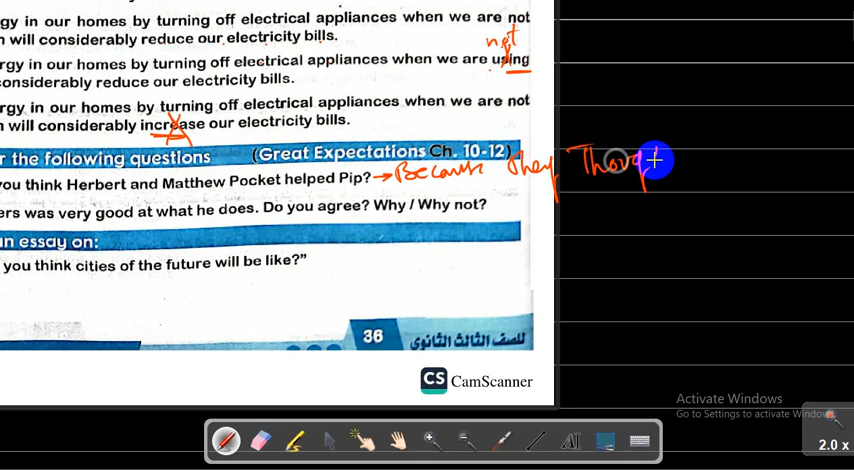 gy in our homes by turning off electrical appliances when we are not
will considerably reduce our electricity bills.
not
rgy in our homes by turning off electrical appliances when we are using
considerably reduce our electricity bills.
rgy in our homes by turning off electrical appliances when we are not
will considerably increase our electricity bills.
r the following questions (Great Expectations Ch. 10-12)
you think Herbert and Matthew Pocket helped Pip? → Because they Thoug
ers was very good at what he does. Do you agree? Why / Why not?
n essay on:
you think cities of the future will be like?"
36 للصف الثالث الثانوى
CS CamScanner
Activate Windows
Go to Settings to activate Windows.
AI
2.0 x